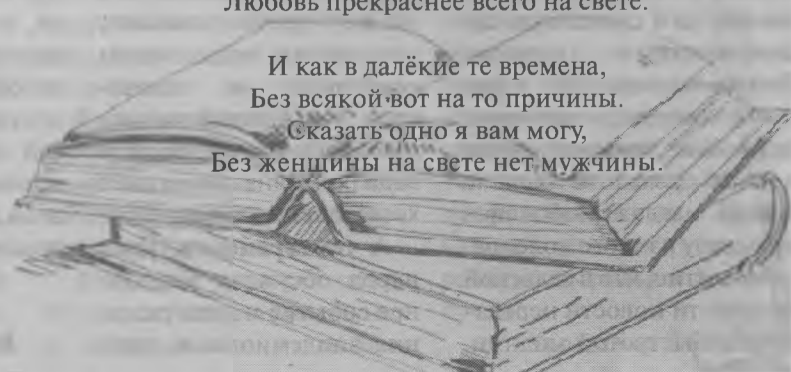 Любовь прекраснее всего на свете.
И как в далёкие те времена,
Без всякой вот на то причины.
Сказать одно я вам могу,
Без женщины на свете нет мужчины.